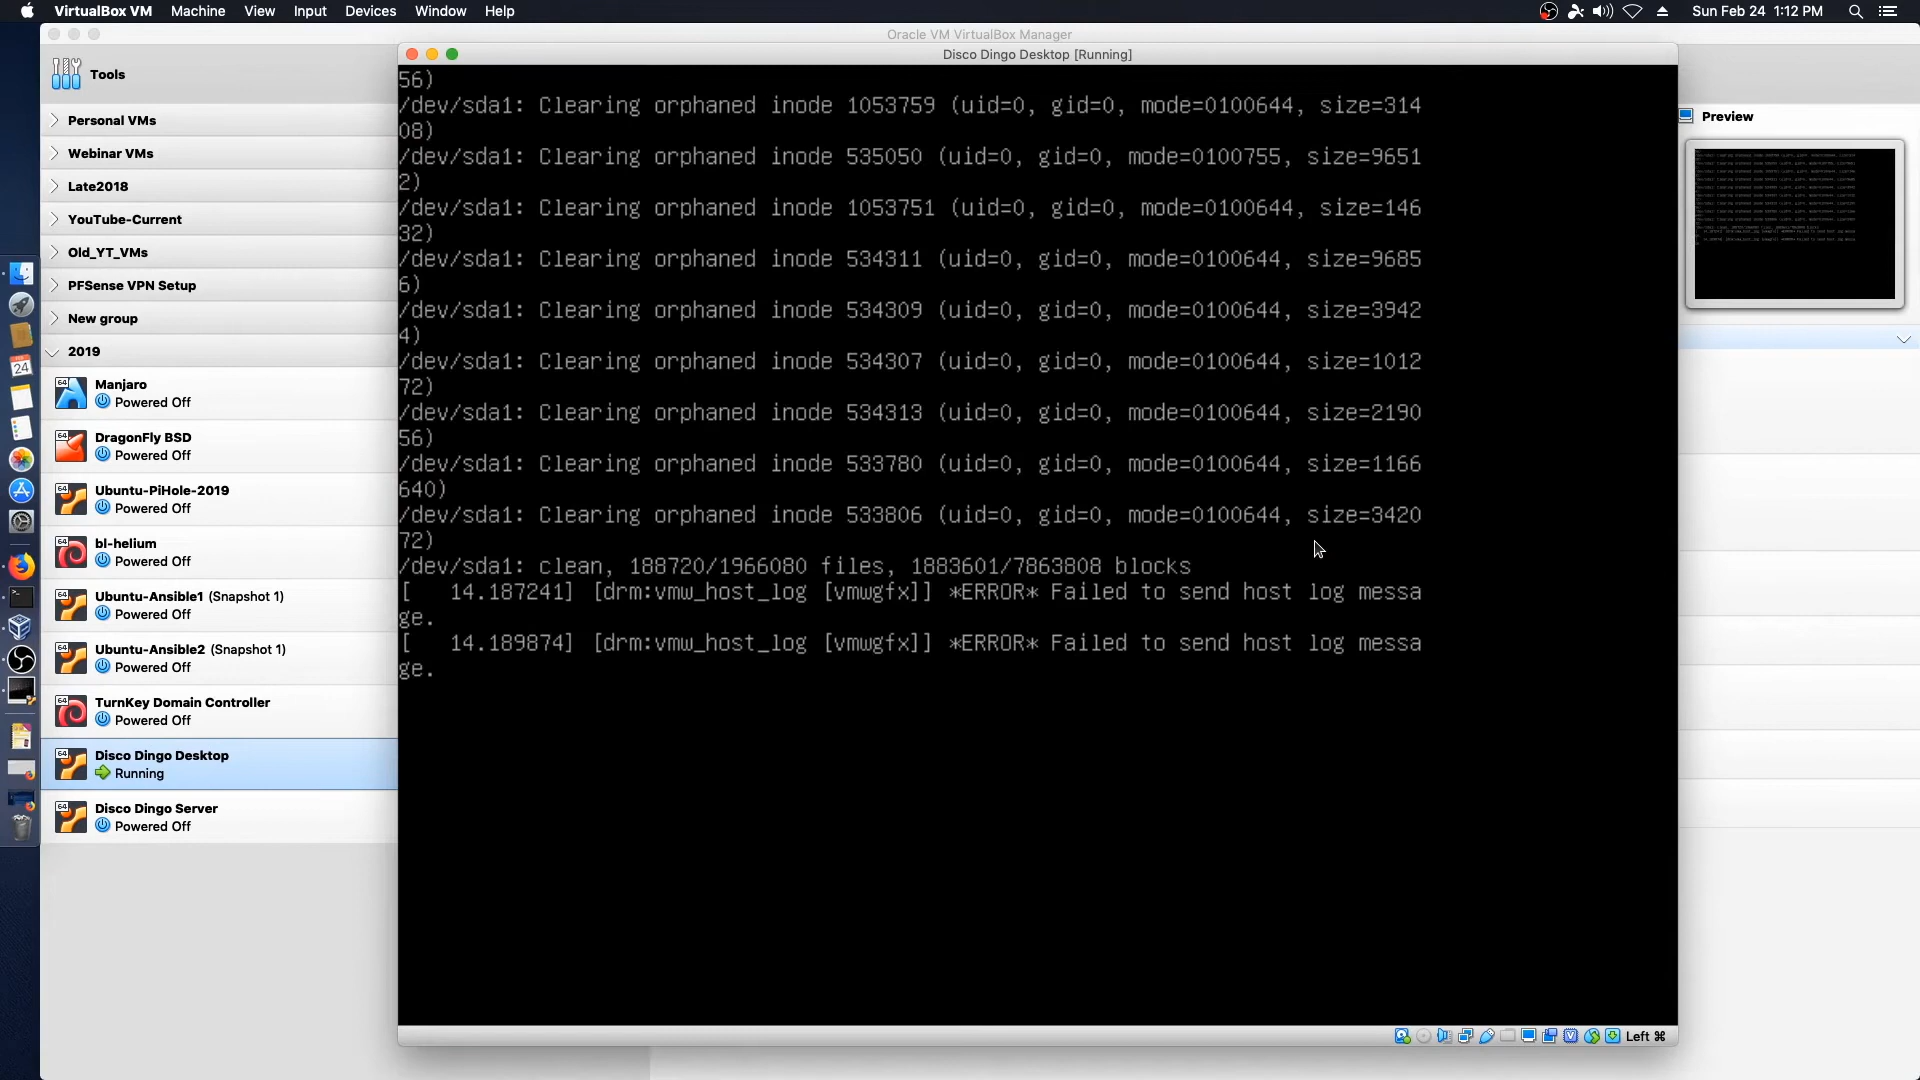 VirtualBox VM Machine View Input Devices Window Help
Sun Feb 24 1:12 PM
Oracle VM VirtualBox Manager
Disco Dingo Desktop [Running]
Tools
Personal VMs
Webinar VMs
Late2018
YouTube-Current
Old_YT_VMs
PFSense VPN Setup
New group
2019
64
Manjaro
Powered Off
64
DragonFly BSD
Powered Off
64
Ubuntu-PiHole-2019
Powered Off
64
bl-helium
Powered Off
64
Ubuntu-Ansible1 (Snapshot 1)
Powered Off
64
Ubuntu-Ansible2 (Snapshot 1)
Powered Off
64
TurnKey Domain Controller
Powered Off
64
Disco Dingo Desktop
Running
64
Disco Dingo Server
Powered Off
24
56)
/dev/sda1: Clearing orphaned inode 1053759 (uid=0, gid=0, mode=0100644, size=314
08)
/dev/sda1: Clearing orphaned inode 535050 (uid=0, gid=0, mode=0100755, size=9651
2)
/dev/sda1: Clearing orphaned inode 1053751 (uid=0, gid=0, mode=0100644, size=146
32)
/dev/sda1: Clearing orphaned inode 534311 (uid=0, gid=0, mode=0100644, size=9685
6)
/dev/sda1: Clearing orphaned inode 534309 (uid=0, gid=0, mode=0100644, size=3942
4)
/dev/sda1: Clearing orphaned inode 534307 (uid=0, gid=0, mode=0100644, size=1012
72)
/dev/sda1: Clearing orphaned inode 534313 (uid=0, gid=0, mode=0100644, size=2190
56)
/dev/sda1: Clearing orphaned inode 533780 (uid=0, gid=0, mode=0100644, size=1166
640)
/dev/sda1: Clearing orphaned inode 533806 (uid=0, gid=0, mode=0100644, size=3420
72)
/dev/sda1: clean, 188720/1966080 files, 1883601/7863808 blocks
[   14.187241] [drm:vmw_host_log [vmwgfx]] *ERROR* Failed to send host log messa
ge.
[   14.189874] [drm:vmw_host_log [vmwgfx]] *ERROR* Failed to send host log messa
ge.
Preview
Left ⌘